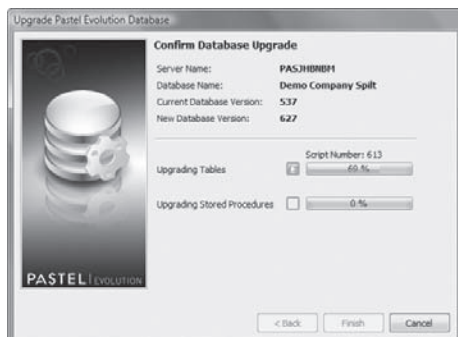 Upgrade Pastel Evolution Database
Confirm Database Upgrade
Server Name: PASJHBNBM
Database Name: Demo Company Spilt
Current Database Version: 537
New Database Version: 627
Script Number: 613
Upgrading Tables 69 %
Upgrading Stored Procedures 0 %
PASTEL EVOLUTION
< Back Finish Cancel